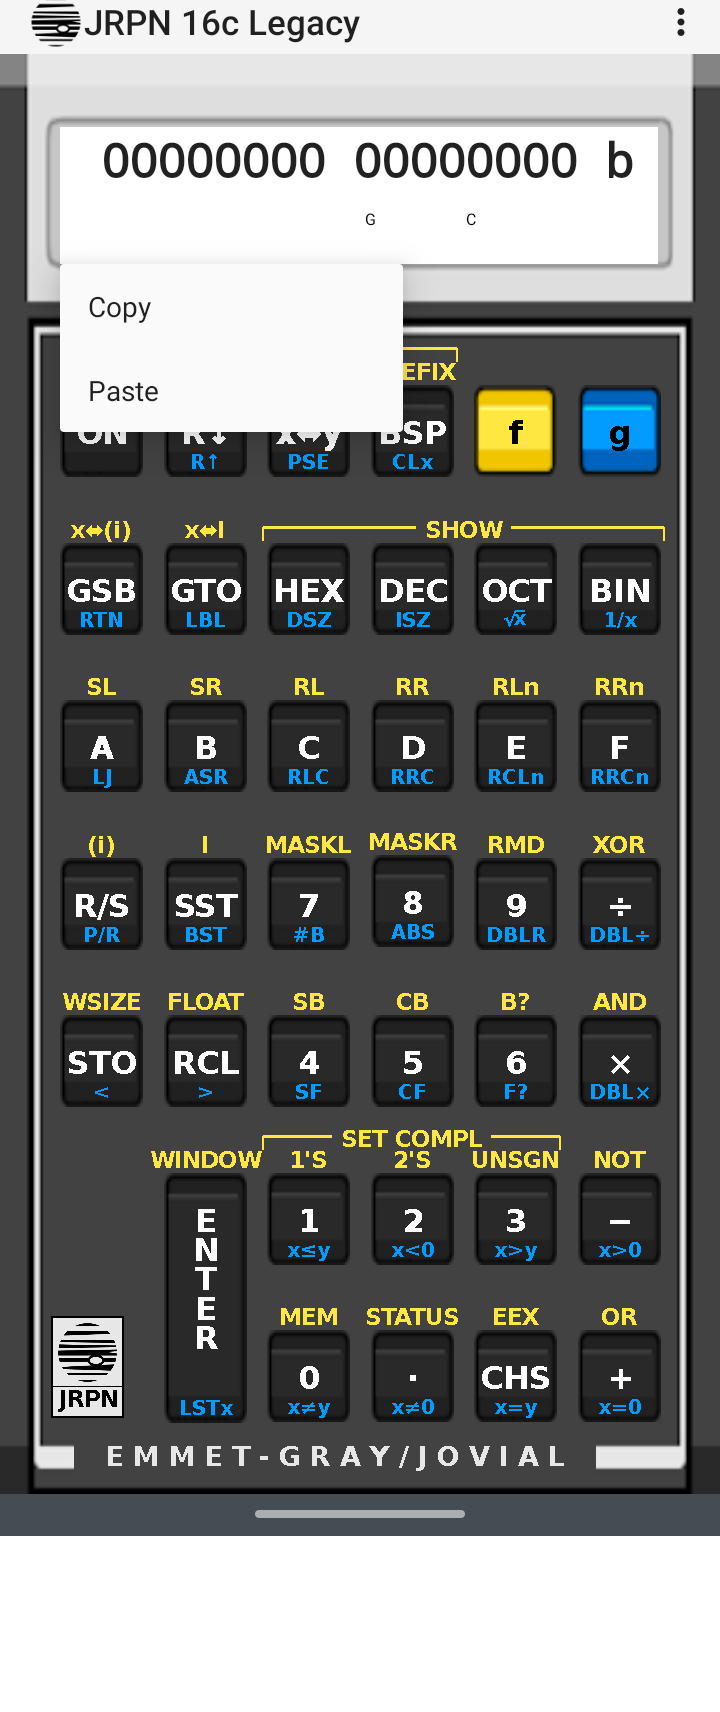 JRPN 16c Legacy
00000000 00000000 b
G C
Copy
Paste
EFIX
ON R↓ x⬌y BSP f g
R↑ PSE CLx
x⬌(i) x⬌I SHOW
GSB GTO HEX DEC OCT BIN
RTN LBL DSZ ISZ √x 1/x
SL SR RL RR RLn RRn
A B C D E F
LJ ASR RLC RRC RCLn RRCn
(i) I MASKL MASKR RMD XOR
R/S SST 7 8 9 ÷
P/R BST #B ABS DBLR DBL÷
WSIZE FLOAT SB CB B? AND
STO RCL 4 5 6 ×
< > SF CF F? DBL×
SET COMPL
WINDOW 1'S 2'S UNSGN NOT
ENTER 1 2 3 −
x≤y x<0 x>y x>0
MEM STATUS EEX OR
0 · CHS +
LSTx x≠y x≠0 x=y x=0
JRPN
EMMET-GRAY/JOVIAL